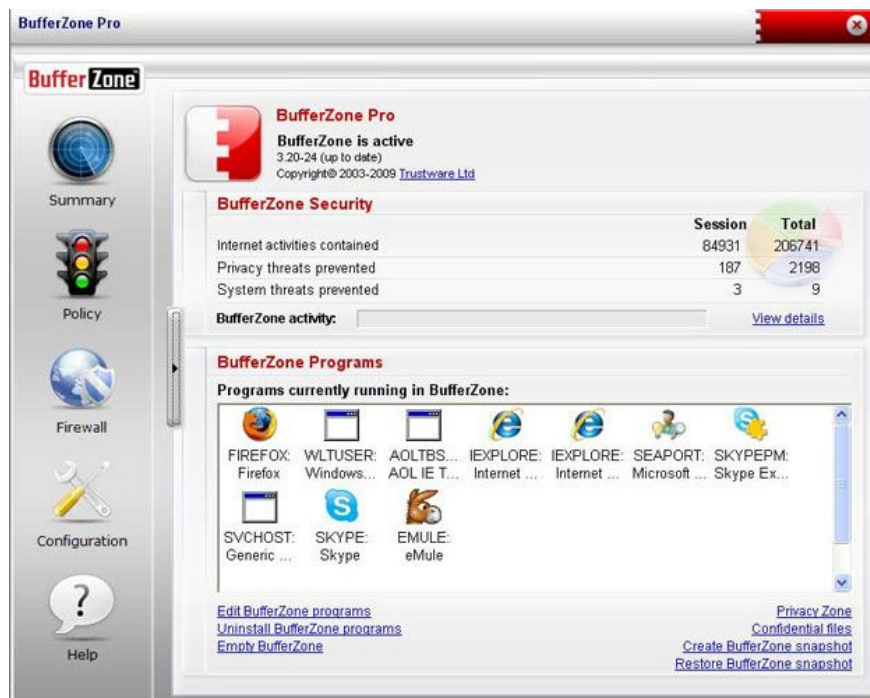 BufferZone Pro
Buffer Zone
Summary
Policy
Firewall
Configuration
Help
BufferZone Pro
BufferZone is active
3.20-24 (up to date)
Copyright© 2003-2009 Trustware Ltd
BufferZone Security
Session Total
Internet activities contained 84931 206741
Privacy threats prevented 187 2198
System threats prevented 3 9
BufferZone activity: View details
BufferZone Programs
Programs currently running in BufferZone:
FIREFOX: WLTUSER: AOLTBS... IEXPLORE: IEXPLORE: SEAPORT: SKYPEPM:
Firefox Windows... AOL IE T... Internet ... Internet ... Microsoft ... Skype Ex...
SVCHOST: SKYPE: EMULE:
Generic ... Skype eMule
Edit BufferZone programs Privacy Zone
Uninstall BufferZone programs Confidential files
Empty BufferZone Create BufferZone snapshot
Restore BufferZone snapshot